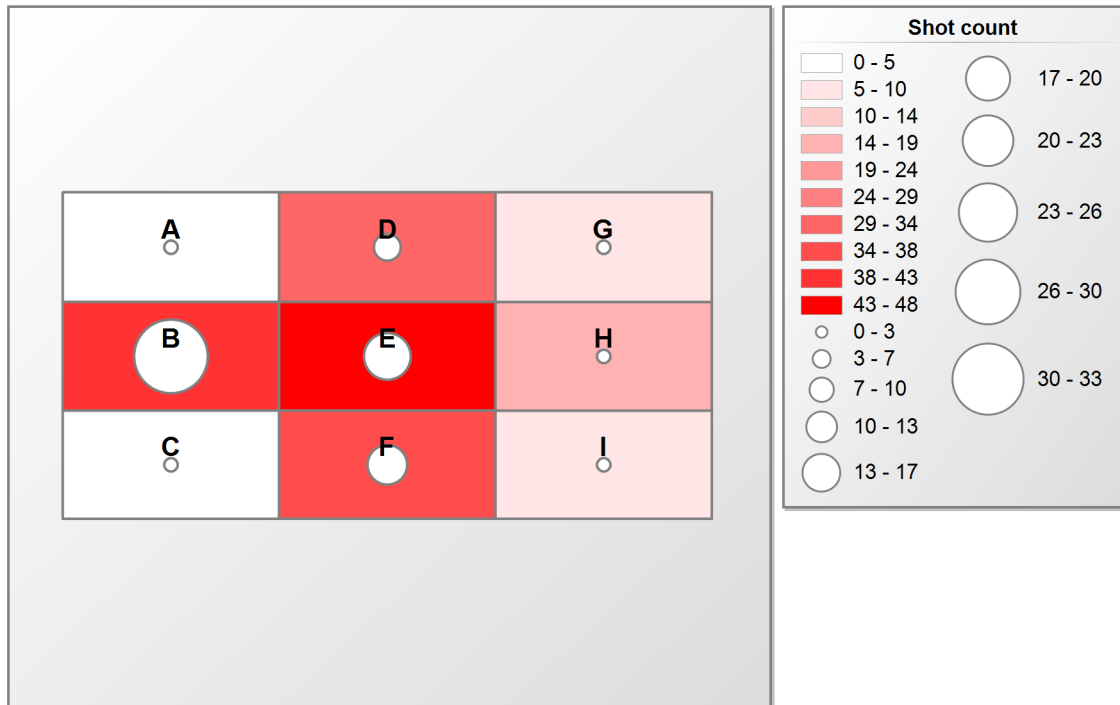 Shot count
A
D
G
B
E
H
C
F
I
0 - 5
5 - 10
10 - 14
14 - 19
19 - 24
24 - 29
29 - 34
34 - 38
38 - 43
43 - 48
0 - 3
3 - 7
7 - 10
10 - 13
13 - 17
17 - 20
20 - 23
23 - 26
26 - 30
30 - 33